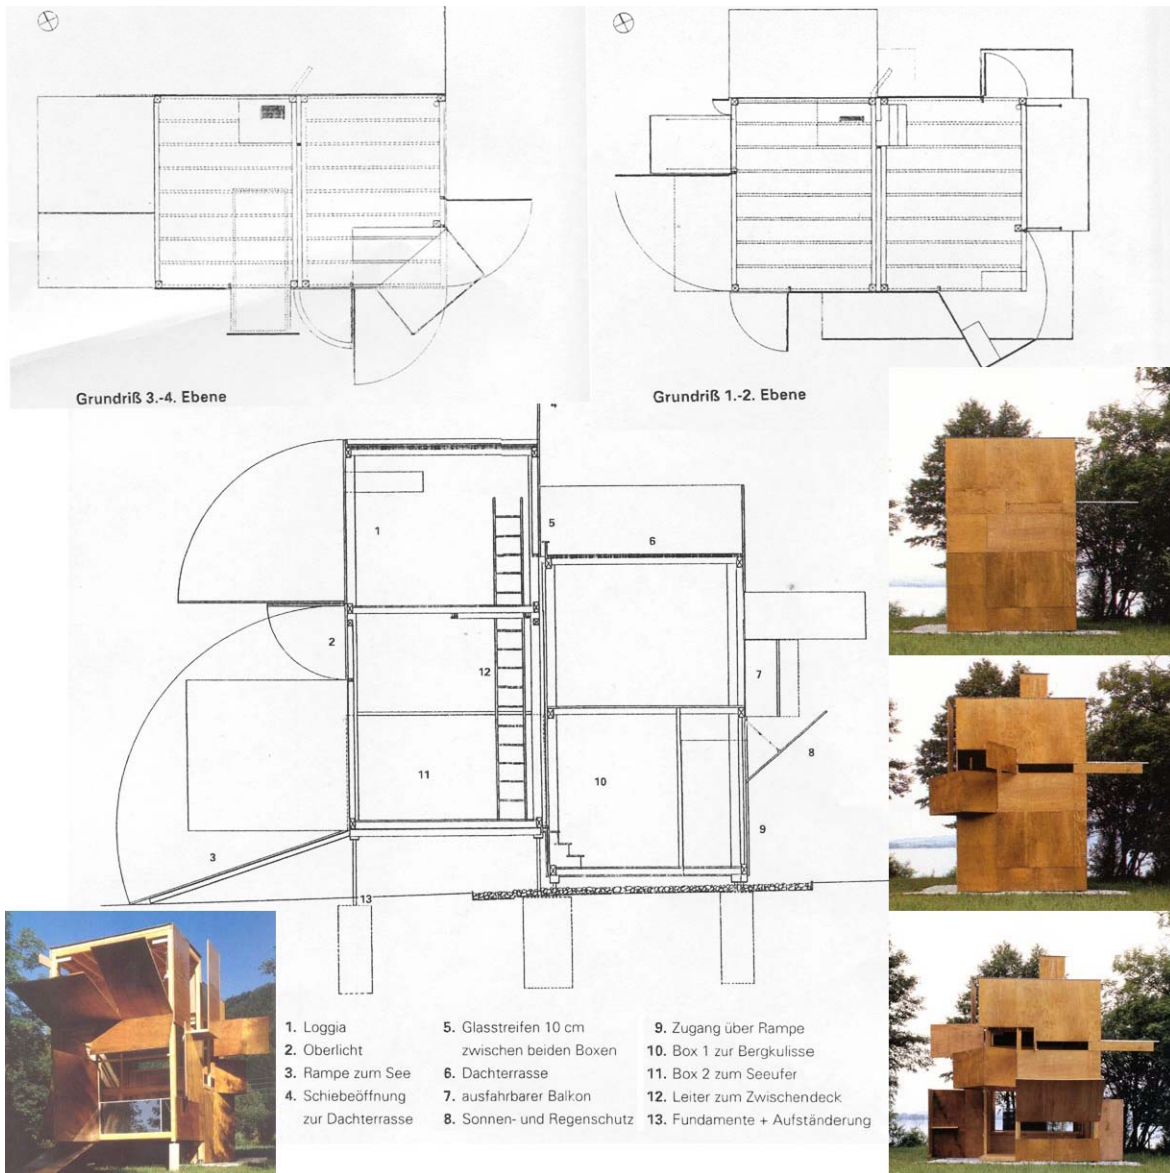 Grundriß 3.-4. Ebene
Grundriß 1.-2. Ebene
4
1
5
6
2
12
7
8
11
10
9
3
13
1. Loggia
2. Oberlicht
3. Rampe zum See
4. Schiebeöffnung
zur Dachterrasse
5. Glasstreifen 10 cm
zwischen beiden Boxen
6. Dachterrasse
7. ausfahrbarer Balkon
8. Sonnen- und Regenschutz
9. Zugang über Rampe
10. Box 1 zur Bergkulisse
11. Box 2 zum Seeufer
12. Leiter zum Zwischendeck
13. Fundamente + Aufständerung